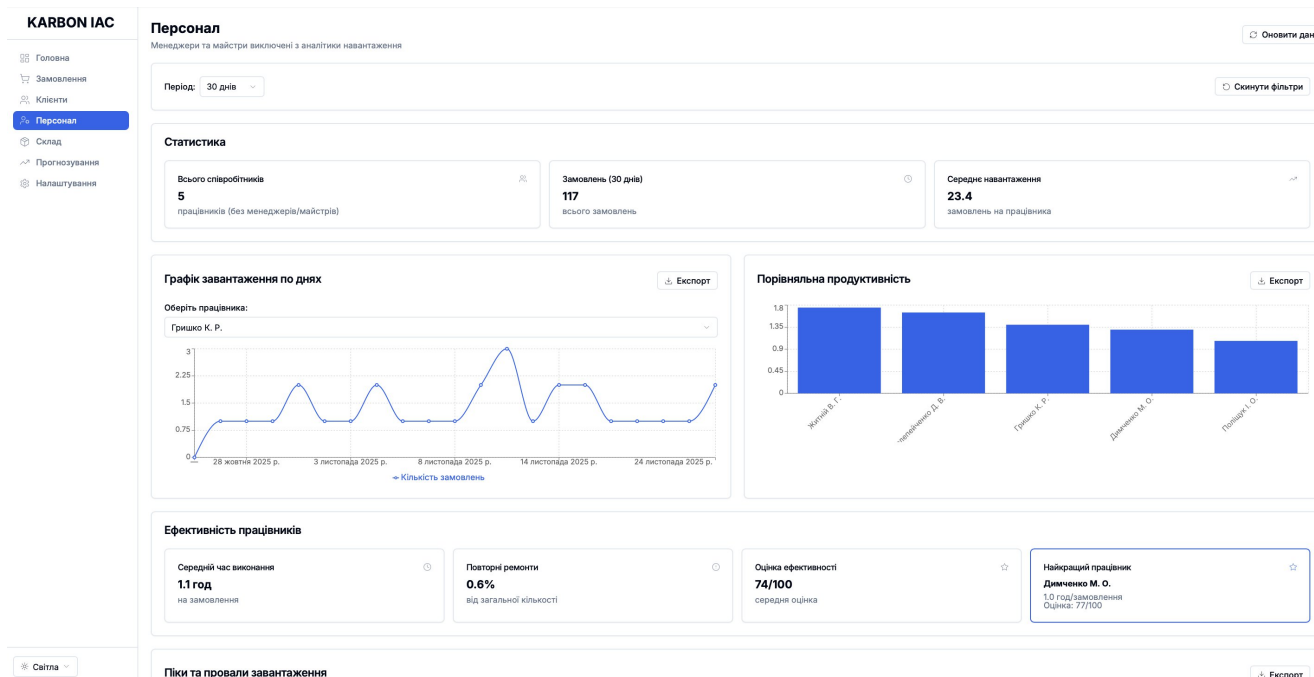 KARBON IAC
Головна
Замовлення
Клієнти
Персонал
Склад
Прогнозування
Налаштування
Світла
Персонал
Менеджери та майстри виключені з аналітики навантаження
Оновити дан
Період:
30 днів
Скинути фільтри
Статистика
Всього співробітників
5
працівників (без менеджерів/майстрів)
Замовлень (30 днів)
117
всього замовлень
Середнє навантаження
23.4
замовлень на працівника
Графік завантаження по днях
Експорт
Оберіть працівника:
Гришко К. Р.
3
2.25
1.5
0.75
0
—
28 жовтня 2025 р.
3 листопада 2025 р.
8 листопада 2025 р.
14 листопада 2025 р.
24 листопада 2025 р.
Кількість замовлень
Порівняльна продуктивність
Експорт
1.8
1.35
0.9
0.45
0
Житній В. Г.
лепейченко Д. В.
Гришко К. Р.
Димченко М. О.
Поліщук І. О.
Ефективність працівників
Середній час виконання
1.1 год
на замовлення
Повторні ремонти
0.6%
від загальної кількості
Оцінка ефективності
74/100
середня оцінка
Найкращий працівник
Димченко М. О.
1.0 год/замовлення
Оцінка: 77/100
Піки та провали завантаження
Експорт